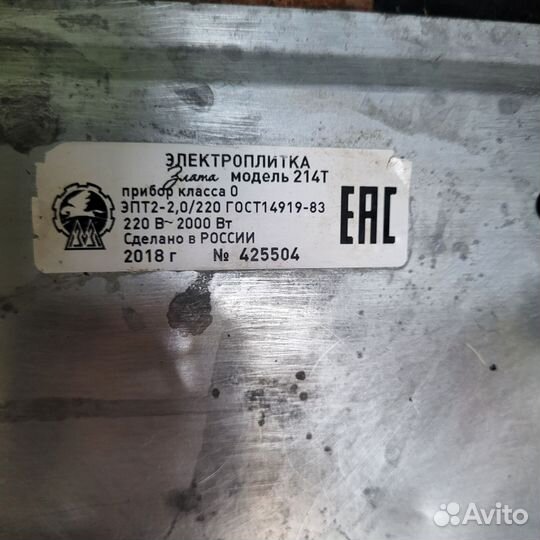 ЭЛЕКТРОПЛИТКА
Злата модель 214Т
прибор класса 0
ЭПТ2-2,0/220 ГОСТ14919-83
220 В~ 2000 Вт
Сделано в РОССИИ
2018 г № 425504
ЕАС
Avito